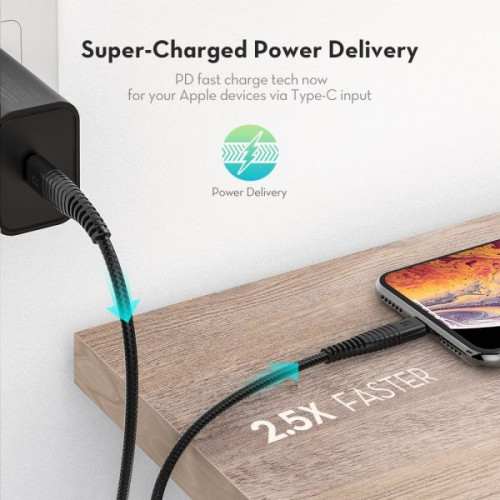 Super-Charged Power Delivery
PD fast charge tech now
for your Apple devices via Type-C input
Power Delivery
2.5X FASTER